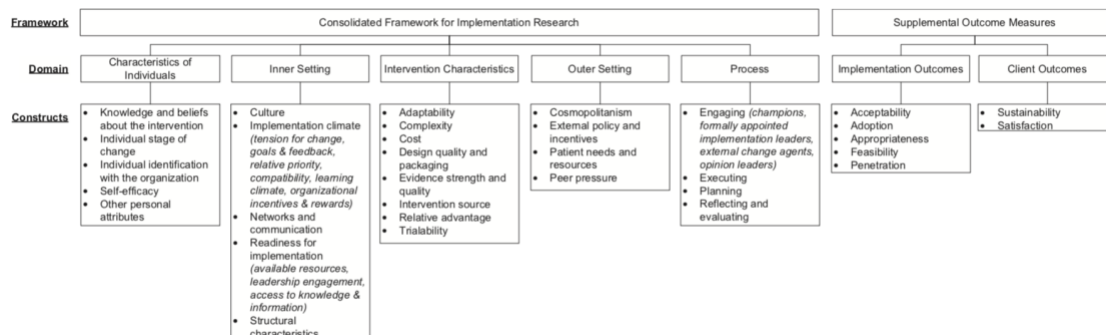 Framework
Consolidated Framework for Implementation Research
Supplemental Outcome Measures
Domain
Characteristics of
Individuals
Inner Setting
Intervention Characteristics
Outer Setting
Process
Implementation Outcomes
Client Outcomes
Constructs
• Knowledge and beliefs
about the intervention
• Individual stage of
change
• Individual identification
with the organization
• Self-efficacy
• Other personal
attributes
• Culture
• Implementation climate
(tension for change,
goals & feedback,
relative priority,
compatibility, learning
climate, organizational
incentives & rewards)
• Networks and
communication
• Readiness for
implementation
(available resources,
leadership engagement,
access to knowledge &
information)
• Structural
characteristics
• Adaptability
• Complexity
• Cost
• Design quality and
packaging
• Evidence strength and
quality
• Intervention source
• Relative advantage
• Trialability
• Cosmopolitanism
• External policy and
incentives
• Patient needs and
resources
• Peer pressure
• Engaging (champions,
formally appointed
implementation leaders,
external change agents,
opinion leaders)
• Executing
• Planning
• Reflecting and
evaluating
• Acceptability
• Adoption
• Appropriateness
• Feasibility
• Penetration
• Sustainability
• Satisfaction